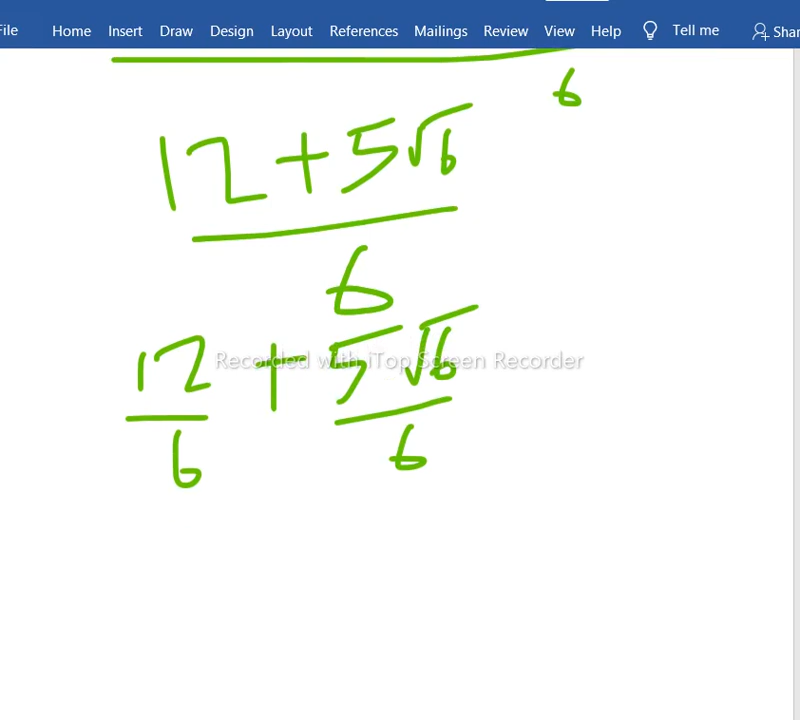 File Home Insert Draw Design Layout References Mailings Review View Help Tell me Shar
6
12 + 5√6
6
12 + 5√6
6 6
Recorded with iTop Screen Recorder